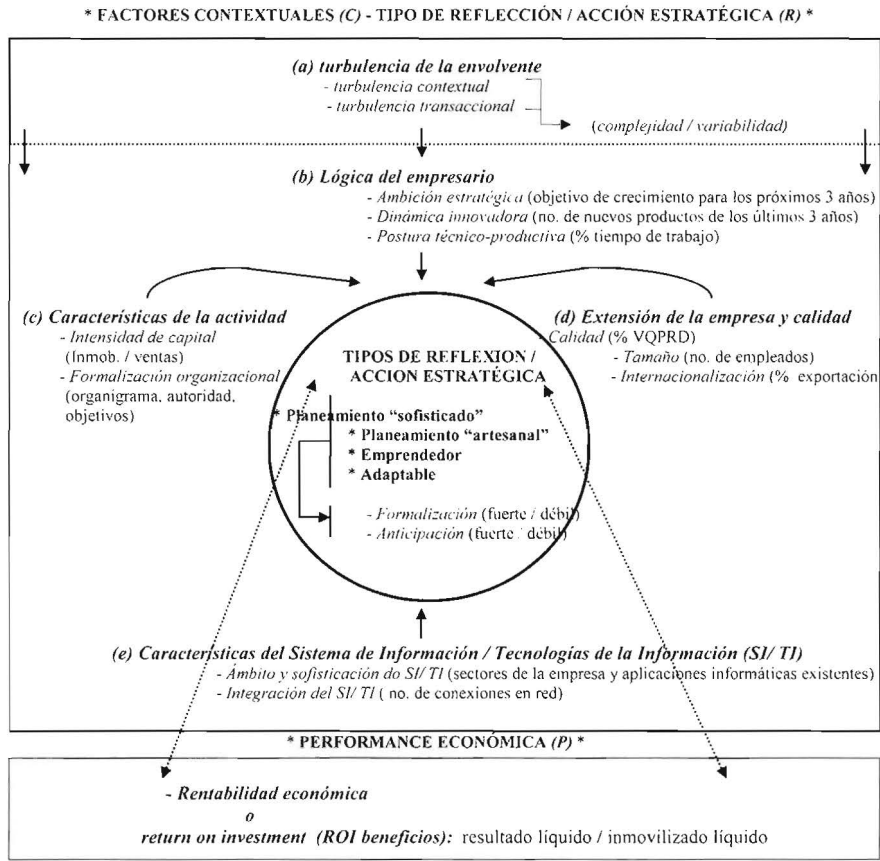 * FACTORES CONTEXTUALES (C) - TIPO DE REFLECCIÓN / ACCIÓN ESTRATÉGICA (R) *
(a) turbulencia de la envolvente
- turbulencia contextual
- turbulencia transaccional
(complejidad / variabilidad)
(b) Lógica del empresario
- Ambición estratégica (objetivo de crecimiento para los próximos 3 años)
- Dinámica innovadora (no. de nuevos productos de los últimos 3 años)
- Postura técnico-productiva (% tiempo de trabajo)
(c) Características de la actividad
- Intensidad de capital
(Inmob. / ventas)
- Formalización organizacional
(organigrama, autoridad,
objetivos)
(d) Extensión de la empresa y calidad
- Calidad (% VQPRD)
- Tamaño (no. de empleados)
- Internacionalización (% exportación
TIPOS DE REFLEXION /
ACCION ESTRATÉGICA
* Planeamiento "sofisticado"
* Planeamiento "artesanal"
* Emprendedor
* Adaptable
- Formalización (fuerte / débil)
- Anticipación (fuerte / débil)
(e) Características del Sistema de Información / Tecnologías de la Información (SI/ TI)
- Ámbito y sofisticación do SI/ TI (sectores de la empresa y aplicaciones informáticas existentes)
- Integración del SI/ TI ( no. de conexiones en red)
* PERFORMANCE ECONÓMICA (P) *
- Rentabilidad económica
o
return on investment (ROI beneficios): resultado líquido / inmovilizado líquido